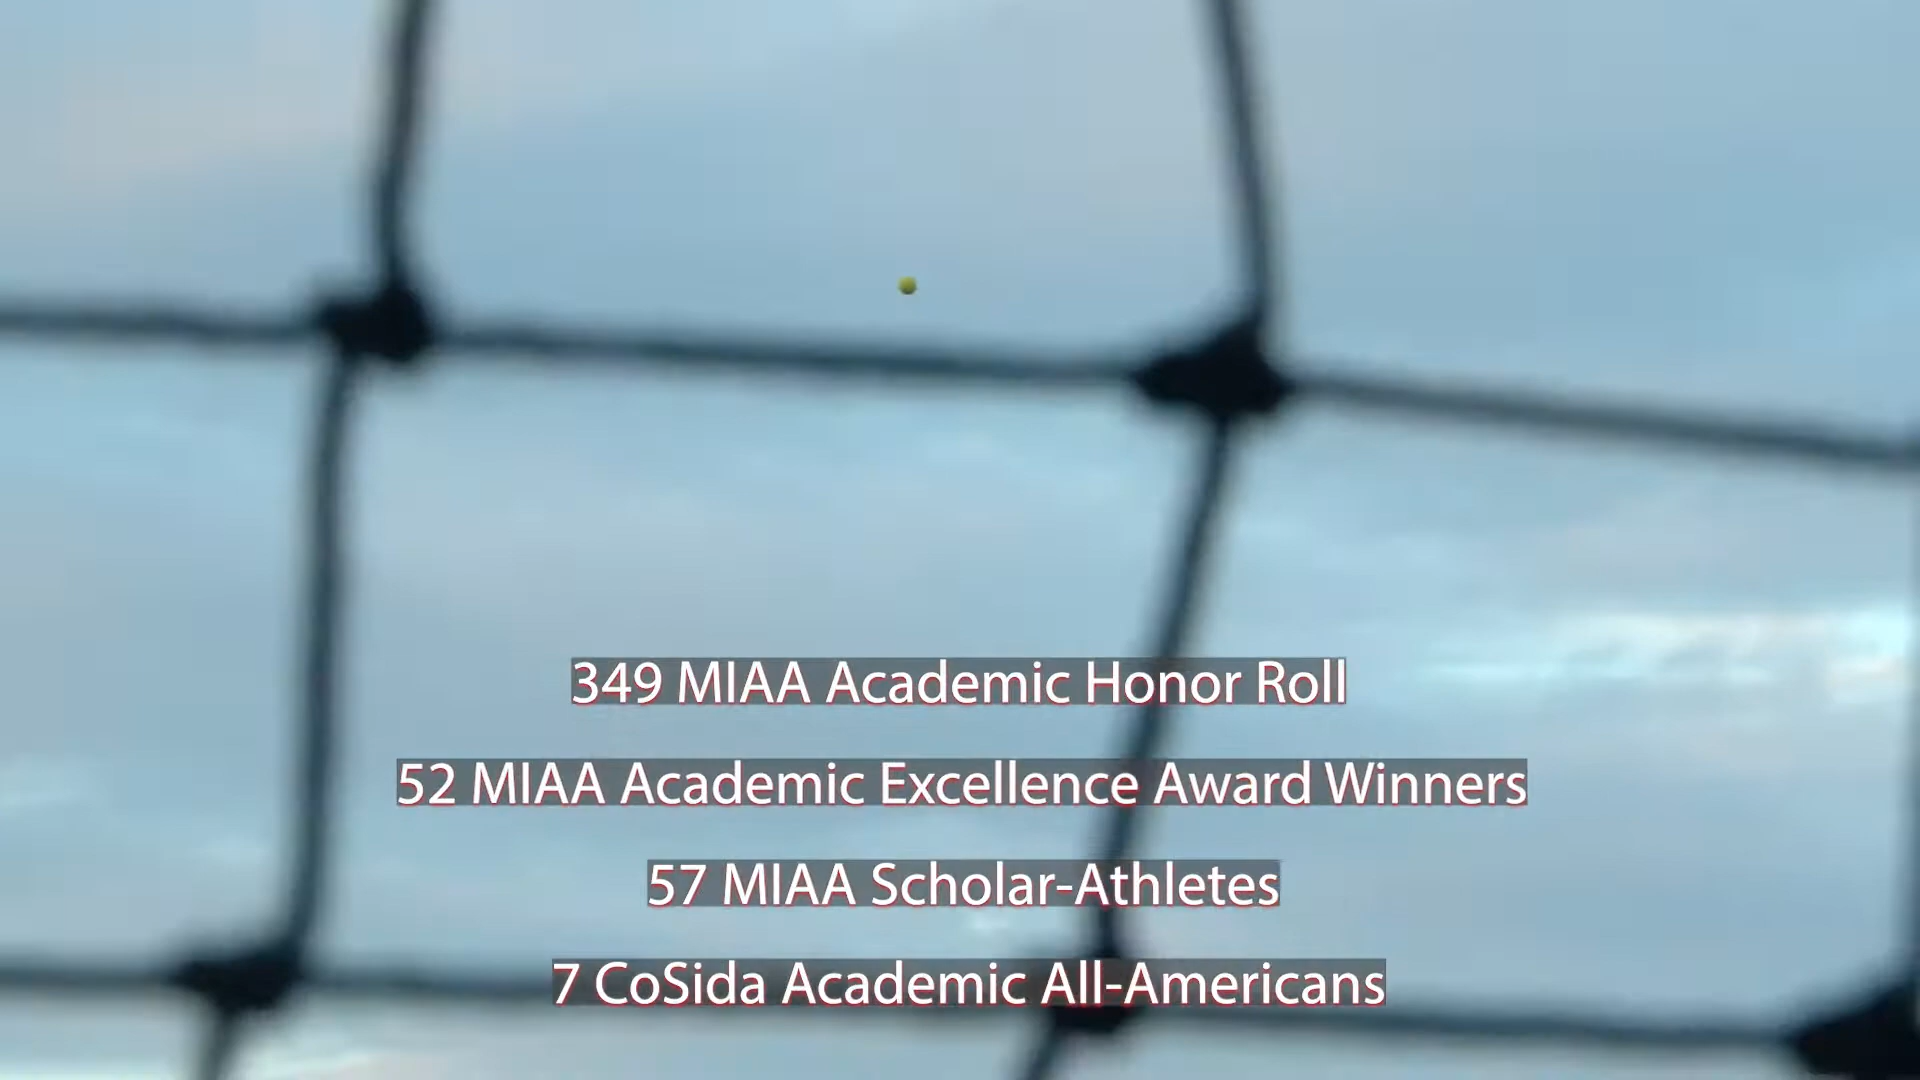 349 MIAA Academic Honor Roll
52 MIAA Academic Excellence Award Winners
57 MIAA Scholar-Athletes
7 CoSida Academic All-Americans